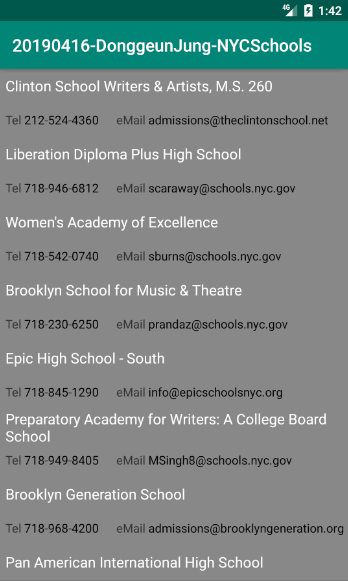 4G 1:42
20190416-DonggeunJung-NYCSchools
Clinton School Writers & Artists, M.S. 260
Tel 212-524-4360 eMail admissions@theclintonschool.net
Liberation Diploma Plus High School
Tel 718-946-6812 eMail scaraway@schools.nyc.gov
Women's Academy of Excellence
Tel 718-542-0740 eMail sburns@schools.nyc.gov
Brooklyn School for Music & Theatre
Tel 718-230-6250 eMail prandaz@schools.nyc.gov
Epic High School - South
Tel 718-845-1290 eMail info@epicschoolsnyc.org
Preparatory Academy for Writers: A College Board
School
Tel 718-949-8405 eMail MSingh8@schools.nyc.gov
Brooklyn Generation School
Tel 718-968-4200 eMail admissions@brooklyngeneration.org
Pan American International High School